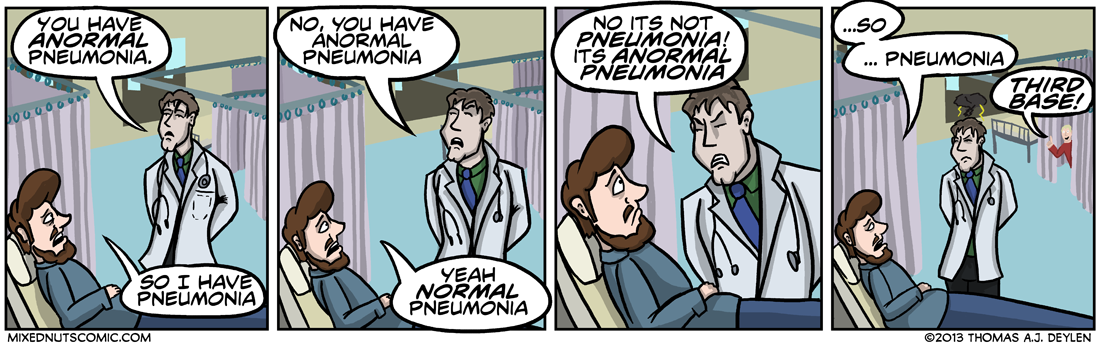 YOU HAVE
ANORMAL
PNEUMONIA.
SO I HAVE
PNEUMONIA
NO, YOU HAVE
ANORMAL
PNEUMONIA
YEAH
NORMAL
PNEUMONIA
NO ITS NOT
PNEUMONIA!
ITS ANORMAL
PNEUMONIA
...SO
... PNEUMONIA
THIRD
BASE!
MIXEDNUTSCOMIC.COM
©2013 THOMAS A.J. DEYLEN